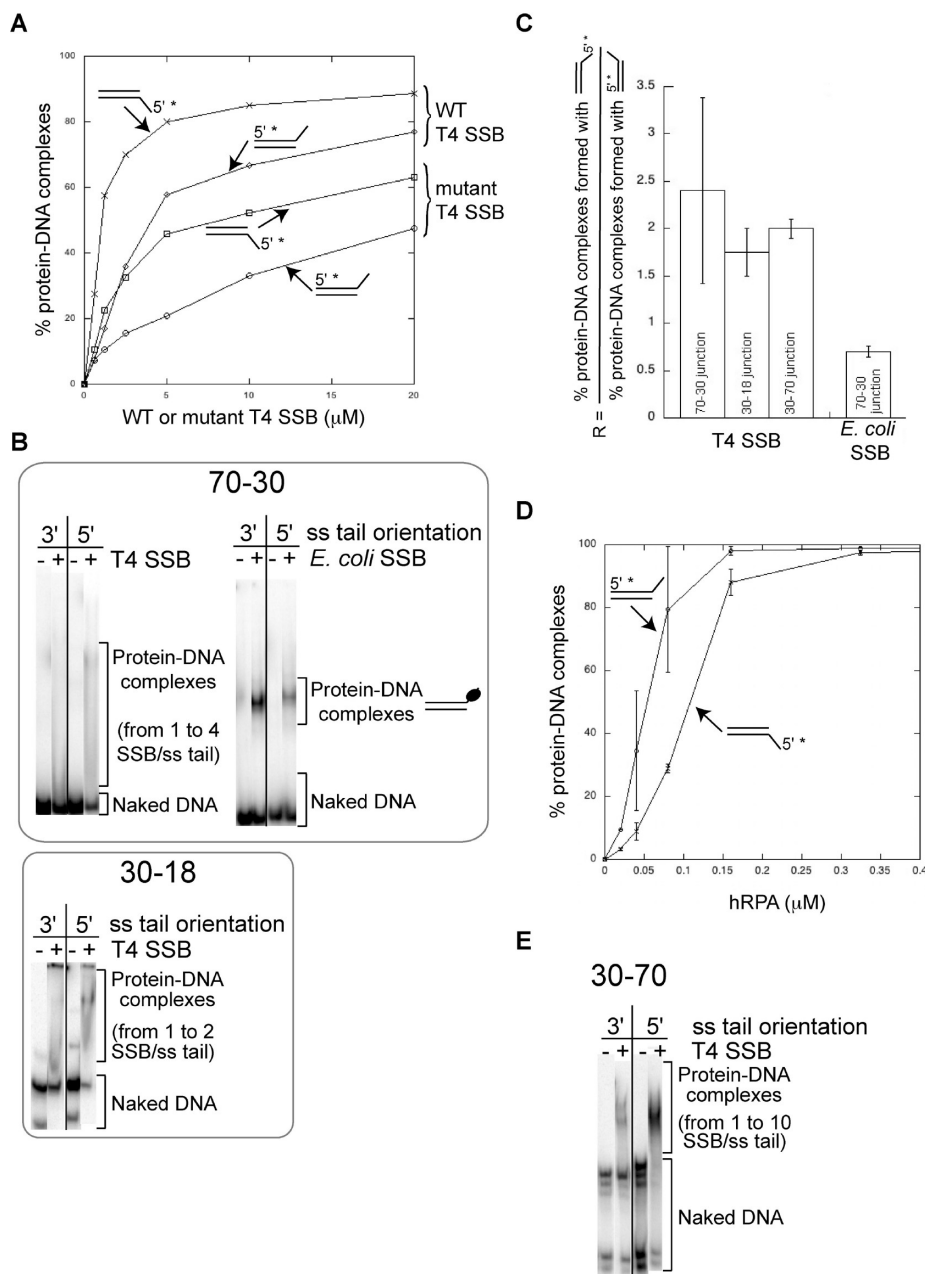 A
100
80
60
40
20
0
% protein-DNA complexes
5' *
5' *
WT
T4 SSB
mutant
T4 SSB
5' *
5' *
0
5
10
15
20
WT or mutant T4 SSB (μM)
B
70-30
3' 5'
- + - + T4 SSB
Protein-DNA
complexes
(from 1 to 4
SSB/ss tail)
Naked DNA
3' 5' ss tail orientation
- + - + E. coli SSB
Protein-DNA
complexes
Naked DNA
30-18
3' 5' ss tail orientation
- + - + T4 SSB
Protein-DNA
complexes
(from 1 to 2
SSB/ss tail)
Naked DNA
C
R =
% protein-DNA complexes formed with 5' *
% protein-DNA complexes formed with 5' *
3.5
3
2.5
2
1.5
1
0.5
0
70-30 junction
30-18 junction
30-70 junction
70-30
junction
T4 SSB
E. coli
SSB
D
100
80
60
40
20
0
% protein-DNA complexes
5' *
5' *
0
0.05
0.1
0.15
0.2
0.25
0.3
0.35
0.4
hRPA (μM)
E
30-70
3' 5' ss tail orientation
- + - + T4 SSB
Protein-DNA
complexes
(from 1 to 10
SSB/ss tail)
Naked DNA